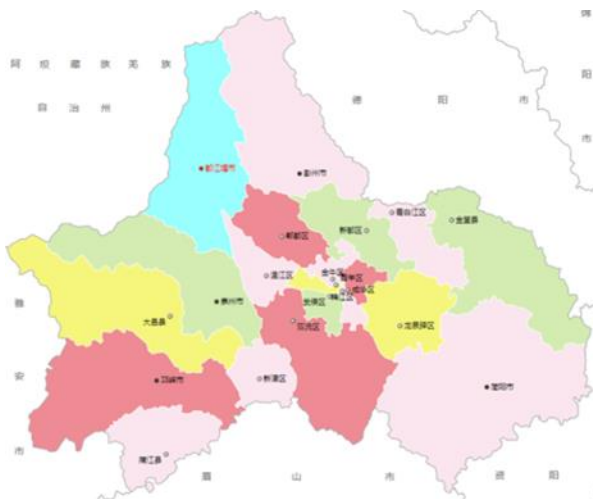 绵
阳
市
阿坝藏族羌族
自治州
德阳市
都江堰市
彭州市
青白江区
金堂县
新都区
郫都区
金牛区
温江区
成华区
锦江区
崇州市
大邑县
双流区
龙泉驿区
雅
安
市
邛崃市
新津区
简阳市
蒲江县
眉山市
资阳